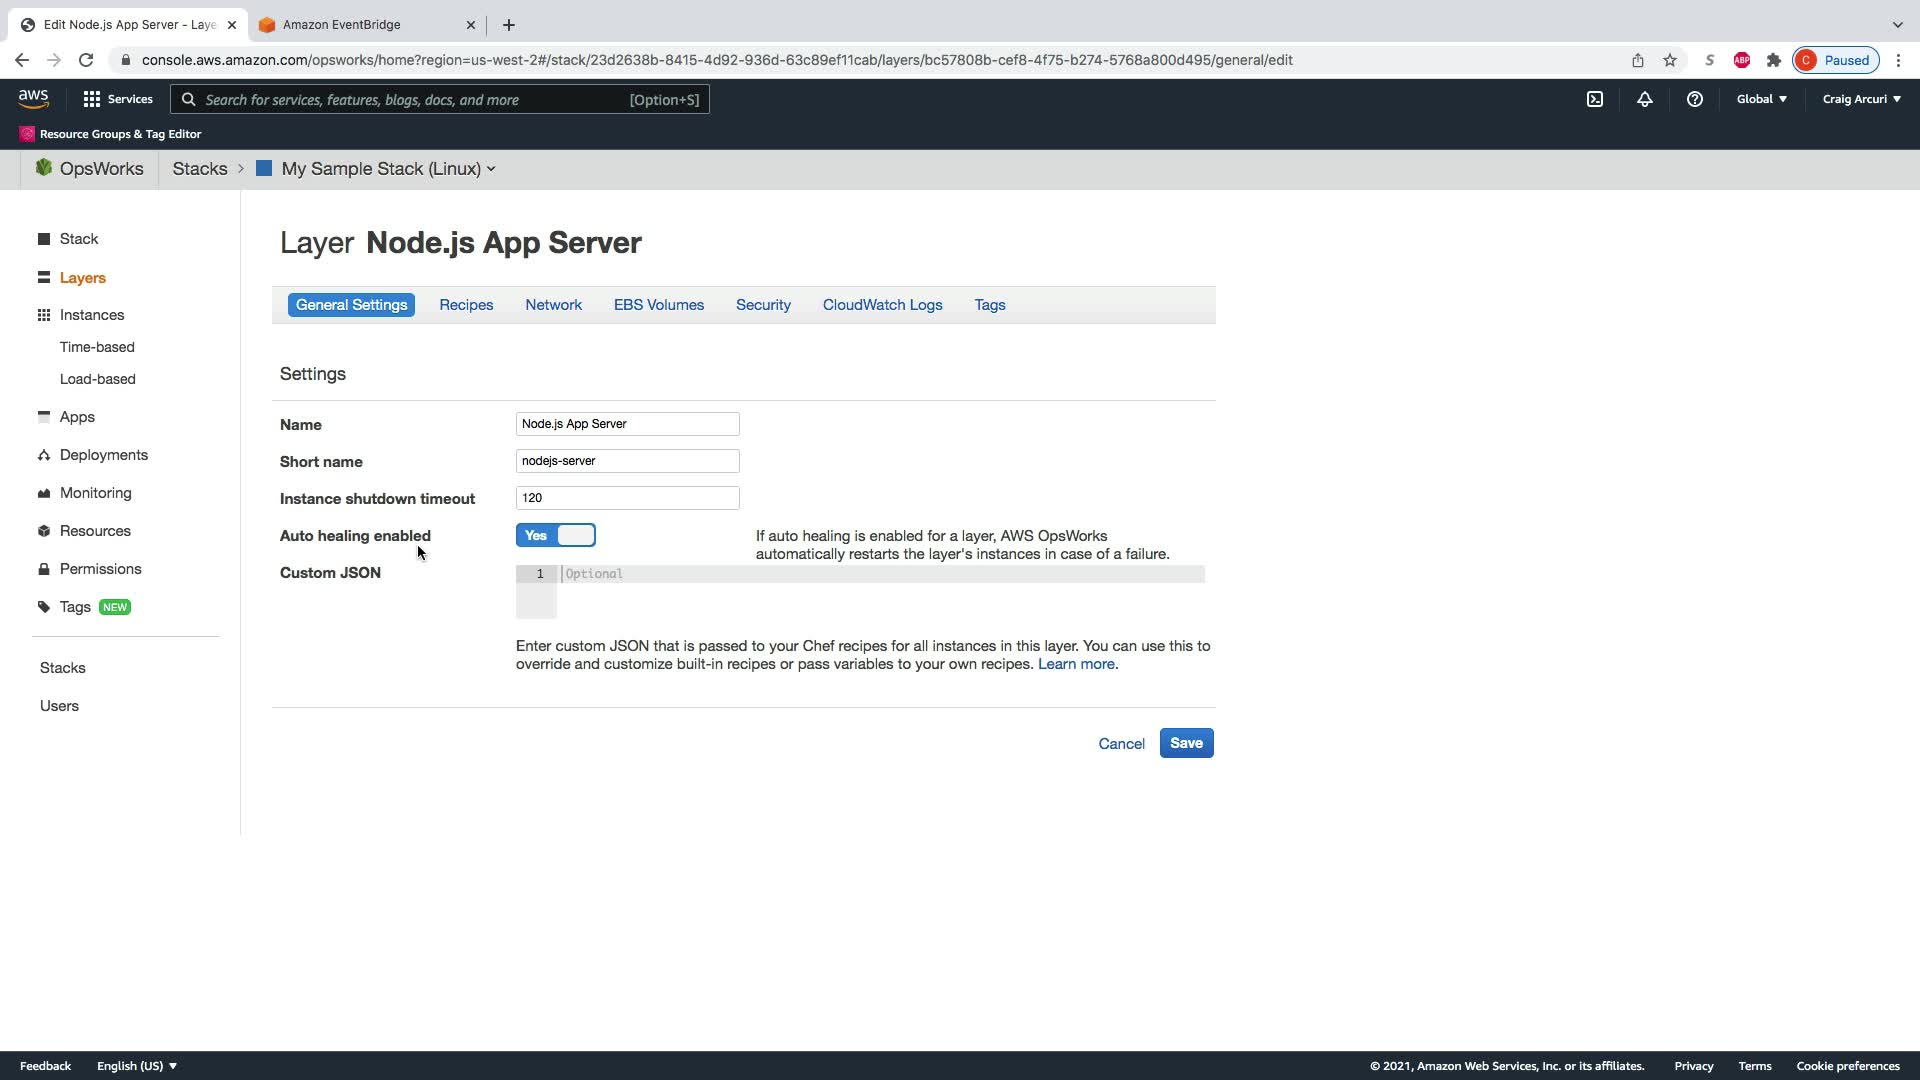 Edit Node.js App Server - Laye
Amazon EventBridge
console.aws.amazon.com/opsworks/home?region=us-west-2#/stack/23d2638b-8415-4d92-936d-63c89ef11cab/layers/bc57808b-cef8-4f75-b274-5768a800d495/general/edit
S
ABP
C Paused
aws
Services
Search for services, features, blogs, docs, and more [Option+S]
Global
Craig Arcuri
Resource Groups & Tag Editor
OpsWorks
Stacks
My Sample Stack (Linux)
Stack
Layers
Instances
Time-based
Load-based
Apps
Deployments
Monitoring
Resources
Permissions
Tags NEW
Stacks
Users
Layer Node.js App Server
General Settings Recipes Network EBS Volumes Security CloudWatch Logs Tags
Settings
Name Node.js App Server
Short name nodejs-server
Instance shutdown timeout 120
Auto healing enabled Yes
If auto healing is enabled for a layer, AWS OpsWorks
automatically restarts the layer's instances in case of a failure.
Custom JSON 1 Optional
Enter custom JSON that is passed to your Chef recipes for all instances in this layer. You can use this to
override and customize built-in recipes or pass variables to your own recipes. Learn more.
Cancel Save
Feedback English (US) © 2021, Amazon Web Services, Inc. or its affiliates. Privacy Terms Cookie preferences